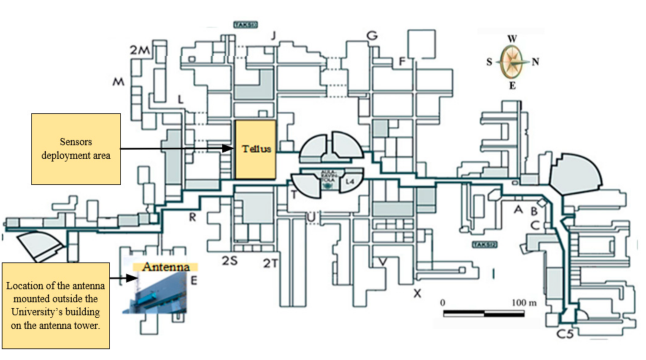 TAKSI
J
G
W
2M
F
S
N
M
E
L
Sensors
deployment area
Tellus
L4
T
A
R
B
U
C
TAKSI
2S
2T
V
I
Antenna
E
X
Location of the antenna
mounted outside the
University's building
on the antenna tower.
0
100 m
C5